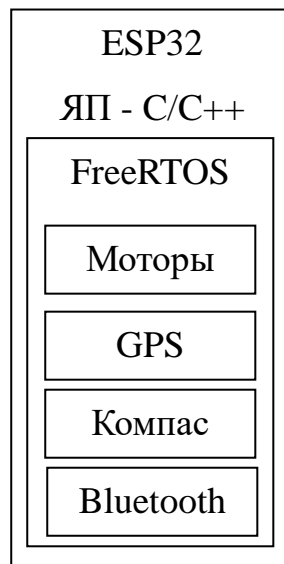 ESP32
ЯП - C/C++
FreeRTOS
Моторы
GPS
Компас
Bluetooth